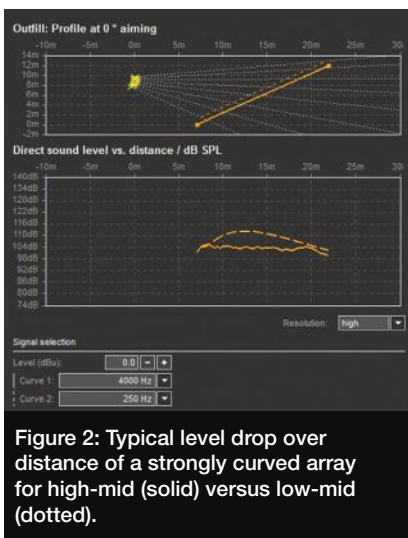 Outfill: Profile at 0 ° aiming
-10m -5m 0m 5m 10m 15m 20m 25m 30
14m
12m
10m
8m
6m
4m
2m
0m
-2m
Direct sound level vs. distance / dB SPL
-10m -5m 0m 5m 10m 15m 20m 25m 30
140dB
134dB
128dB
122dB
116dB
110dB
104dB
98dB
92dB
86dB
80dB
74dB
Resolution: high
Signal selection
Level (dBu): 0.0 - +
Curve 1: 4000 Hz
Curve 2: 250 Hz
Figure 2: Typical level drop over
distance of a strongly curved array
for high-mid (solid) versus low-mid
(dotted).